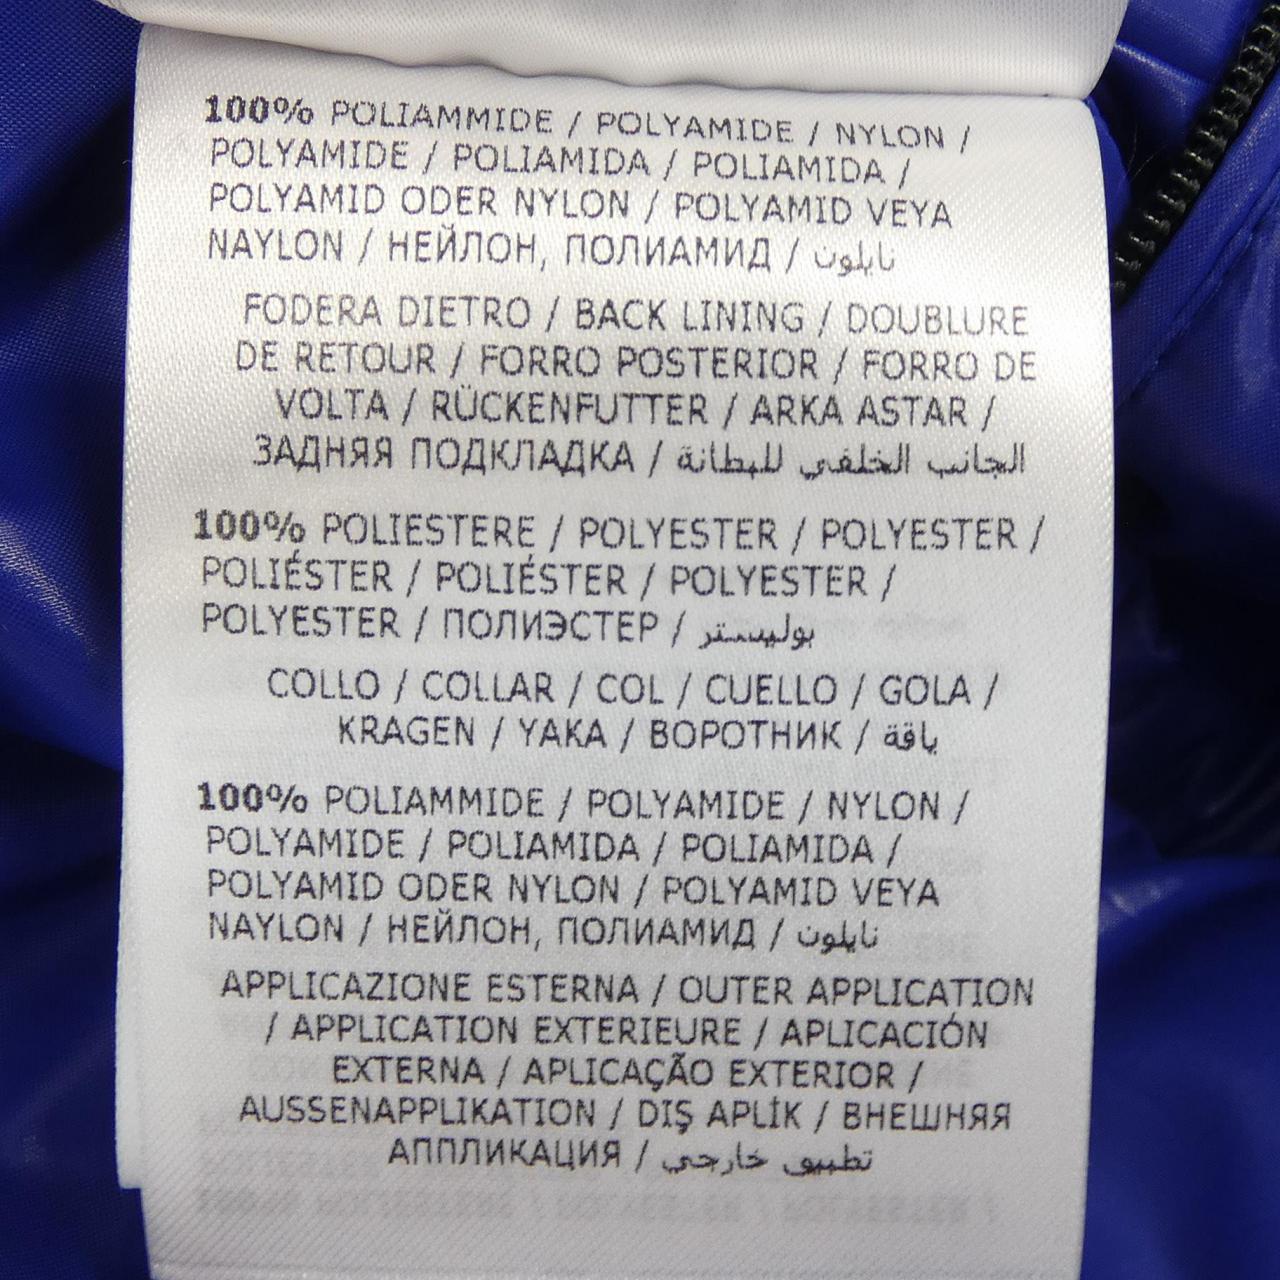 100% POLIAMMIDE / POLYAMIDE / NYLON /
POLYAMIDE / POLIAMIDA / POLIAMIDA /
POLYAMID ODER NYLON / POLYAMID VEYA
NAYLON / НЕЙЛОН, ПОЛИАМИД / نايلون
FODERA DIETRO / BACK LINING / DOUBLURE
DE RETOUR / FORRO POSTERIOR / FORRO DE
VOLTA / RÜCKENFUTTER / ARKA ASTAR /
ЗАДНЯЯ ПОДКЛАДКА / الجانب الخلفي للبطانة
100% POLIESTERE / POLYESTER / POLYESTER /
POLIÉSTER / POLIÉSTER / POLYESTER /
POLYESTER / ПОЛИЭСТЕР / بوليستر
COLLO / COLLAR / COL / CUELLO / GOLA /
KRAGEN / YAKA / ВОРОТНИК / ياقة
100% POLIAMMIDE / POLYAMIDE / NYLON /
POLYAMIDE / POLIAMIDA / POLIAMIDA /
POLYAMID ODER NYLON / POLYAMID VEYA
NAYLON / НЕЙЛОН, ПОЛИАМИД / نايلون
APPLICAZIONE ESTERNA / OUTER APPLICATION
/ APPLICATION EXTERIEURE / APLICACIÓN
EXTERNA / APLICAÇÃO EXTERIOR /
AUSSENAPPLIKATION / DIŞ APLİK / ВНЕШНЯЯ
АППЛИКАЦИЯ / تطبيق خارجي